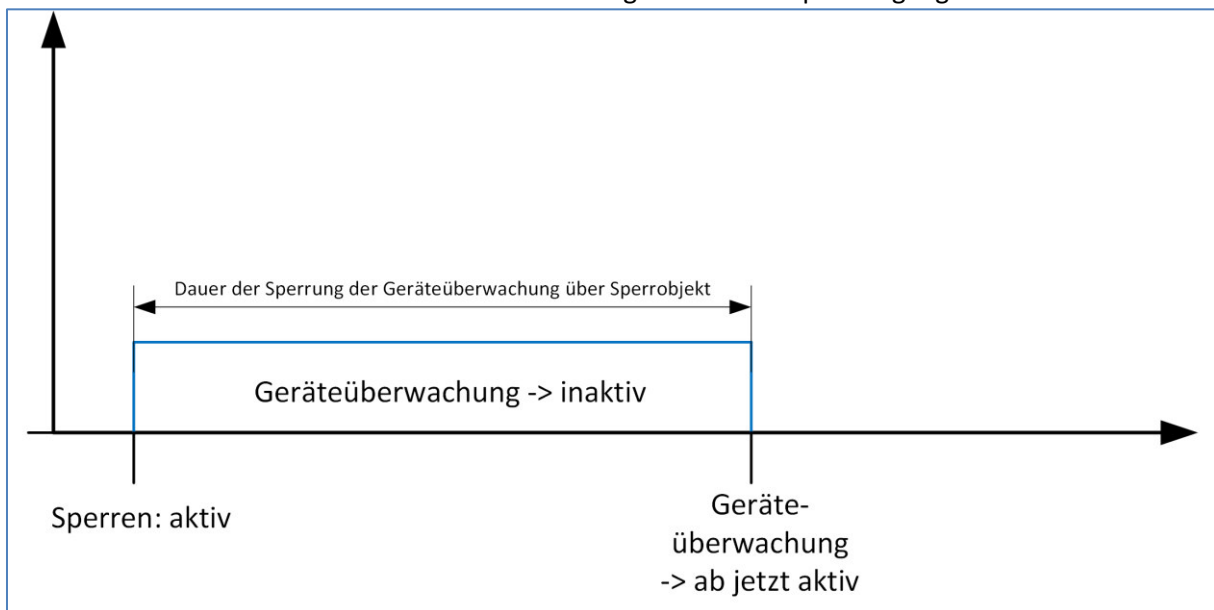 Dauer der Sperrung der Geräteüberwachung über Sperrobjekt
Geräteüberwachung -> inaktiv
Sperren: aktiv
Geräte-
überwachung
-> ab jetzt aktiv